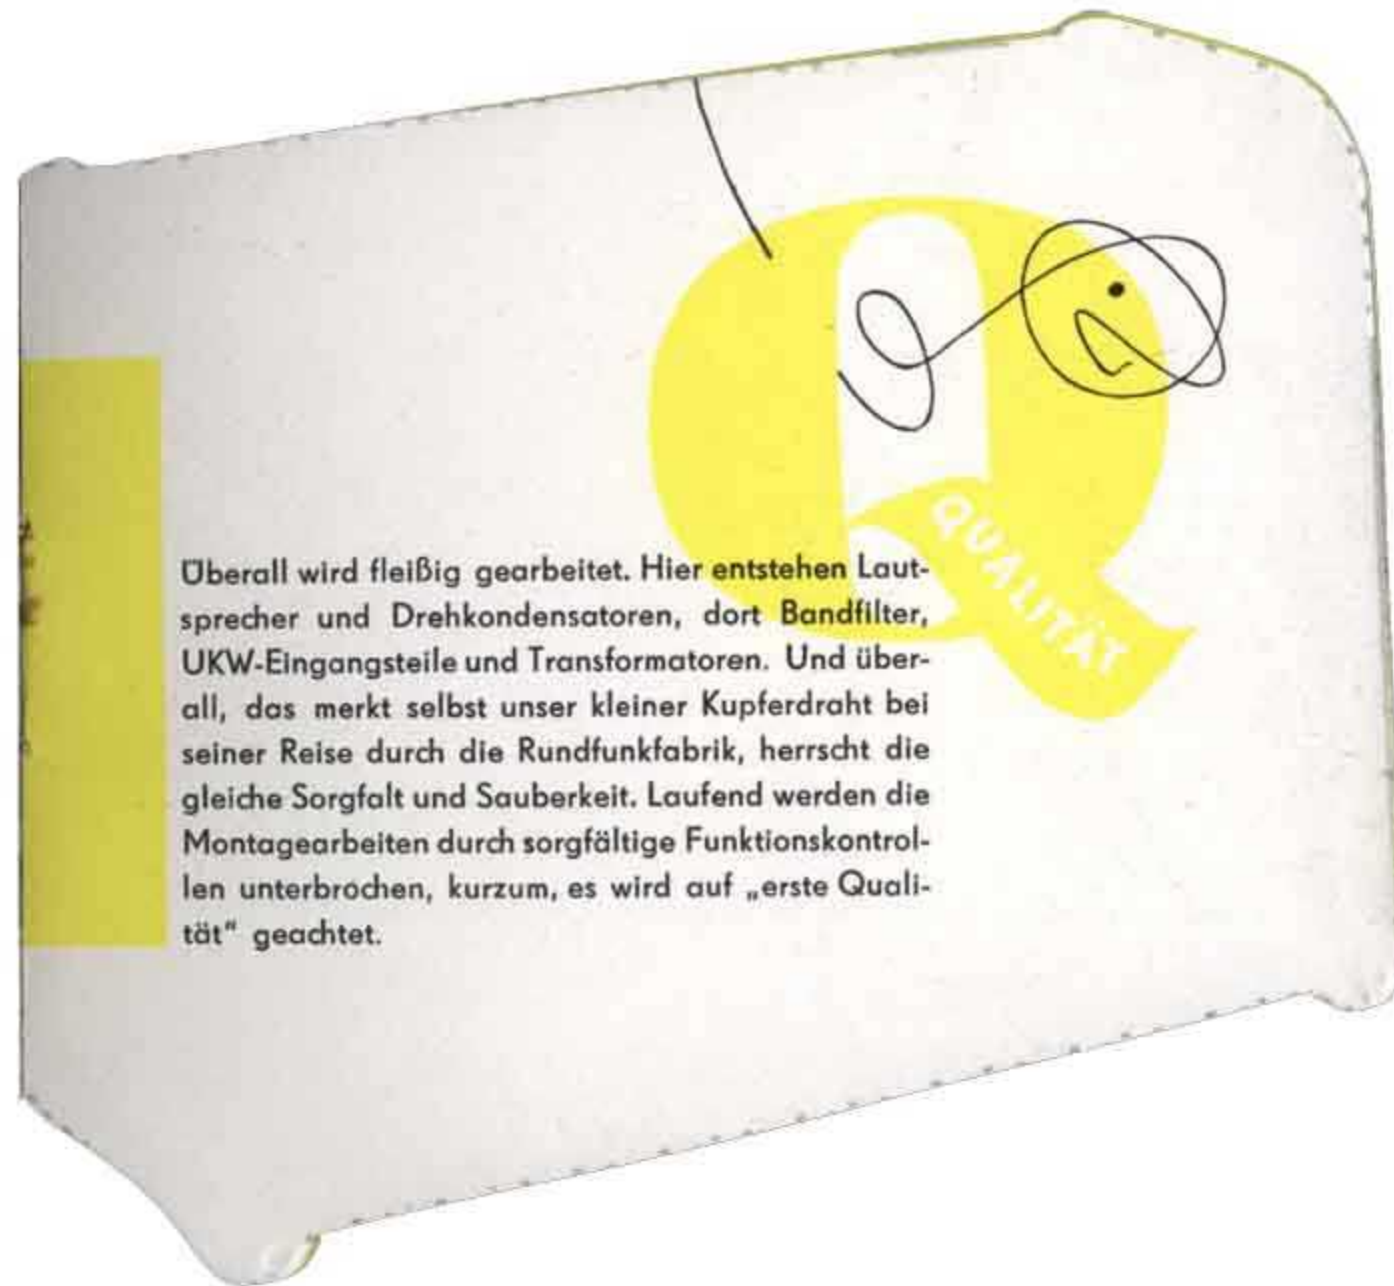 QUALITÄT
Überall wird fleißig gearbeitet. Hier entstehen Laut-
sprecher und Drehkondensatoren, dort Bandfilter,
UKW-Eingangsteile und Transformatoren. Und über-
all, das merkt selbst unser kleiner Kupferdraht bei
seiner Reise durch die Rundfunkfabrik, herrscht die
gleiche Sorgfalt und Sauberkeit. Laufend werden die
Montagearbeiten durch sorgfältige Funktionskontrol-
len unterbrochen, kurzum, es wird auf „erste Quali-
tät“ geachtet.